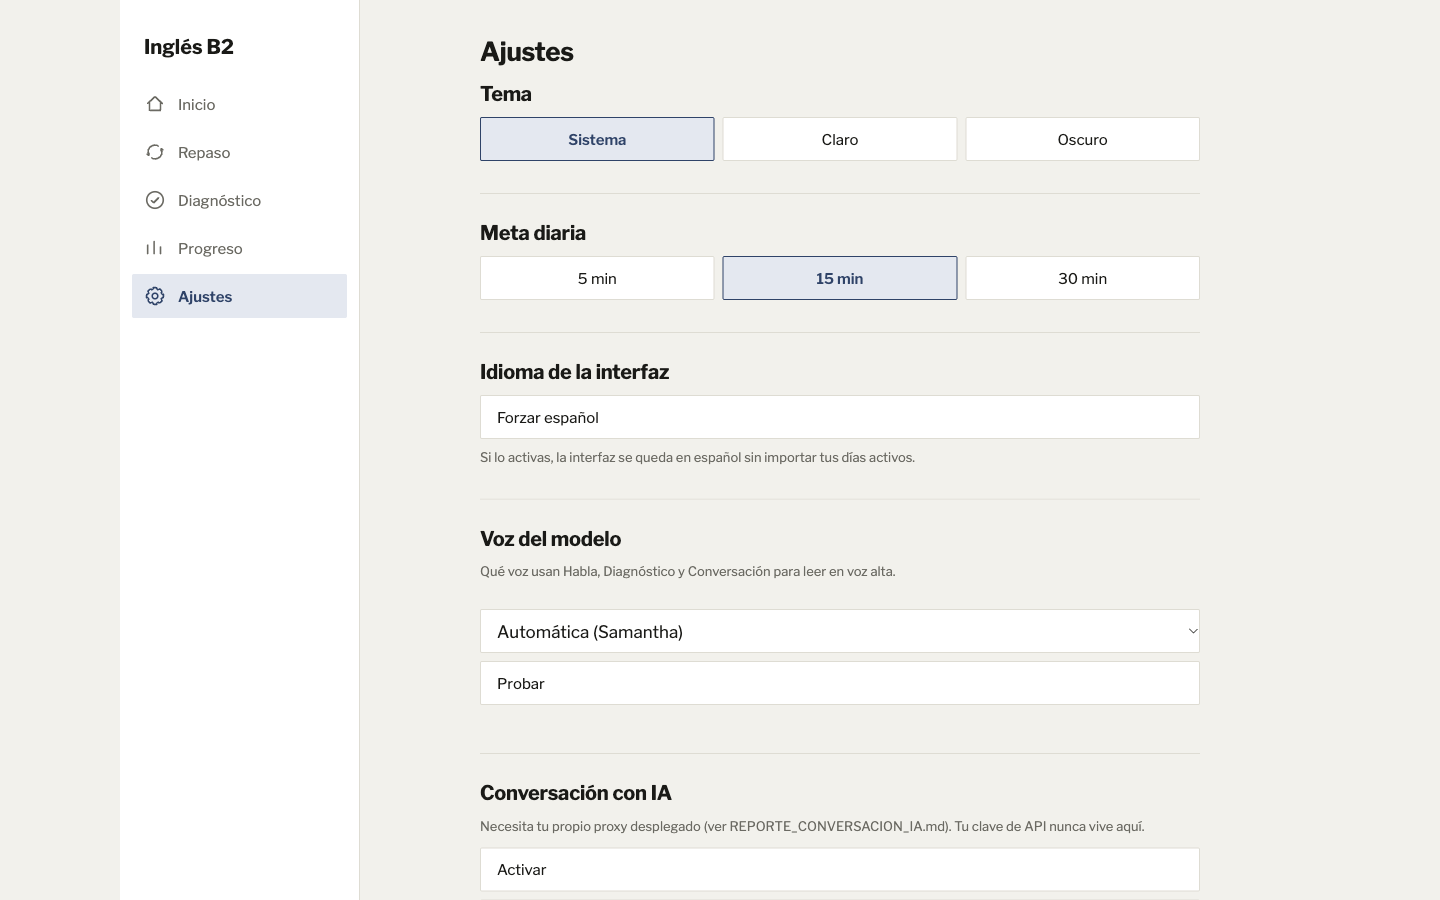 Inglés B2
Inicio
Repaso
Diagnóstico
Progreso
Ajustes
Ajustes
Tema
Sistema
Claro
Oscuro
Meta diaria
5 min
15 min
30 min
Idioma de la interfaz
Forzar español
Si lo activas, la interfaz se queda en español sin importar tus días activos.
Voz del modelo
Qué voz usan Habla, Diagnóstico y Conversación para leer en voz alta.
Automática (Samantha)
Probar
Conversación con IA
Necesita tu propio proxy desplegado (ver REPORTE_CONVERSACION_IA.md). Tu clave de API nunca vive aquí.
Activar